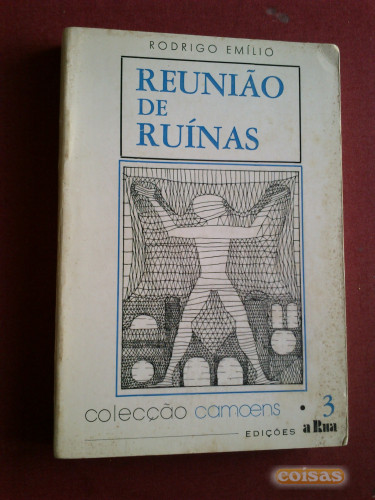 RODRIGO EMÍLIO
REUNIÃO
DE
RUÍNAS
colecção camoens • 3
EDIÇÕES a Rua
coisas